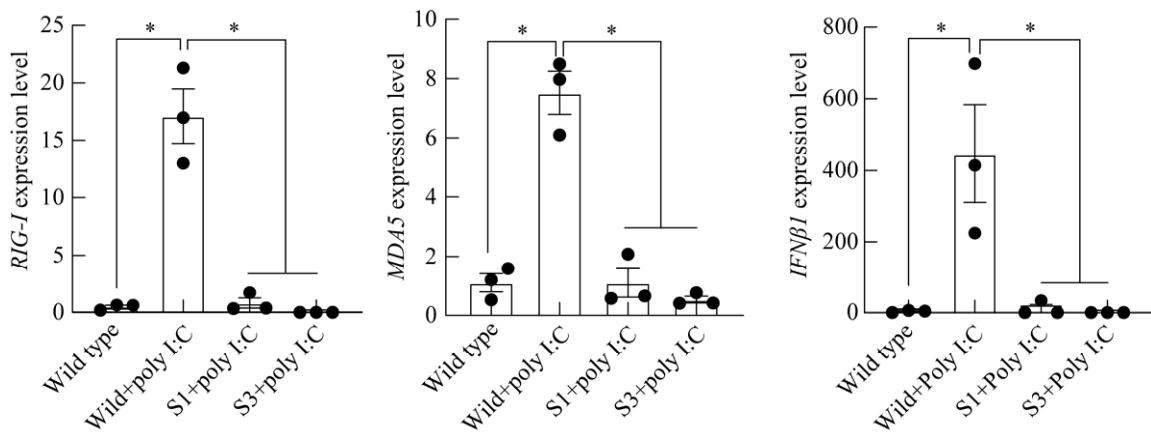 RIG-I expression level
25
20
15
10
5
0
* *
Wild type
Wild+poly I:C
S1+poly I:C
S3+poly I:C
MDA5 expression level
10
8
6
4
2
0
* *
Wild type
Wild+poly I:C
S1+poly I:C
S3+poly I:C
IFNβ1 expression level
800
600
400
200
0
* *
Wild type
Wild+Poly I:C
S1+Poly I:C
S3+Poly I:C